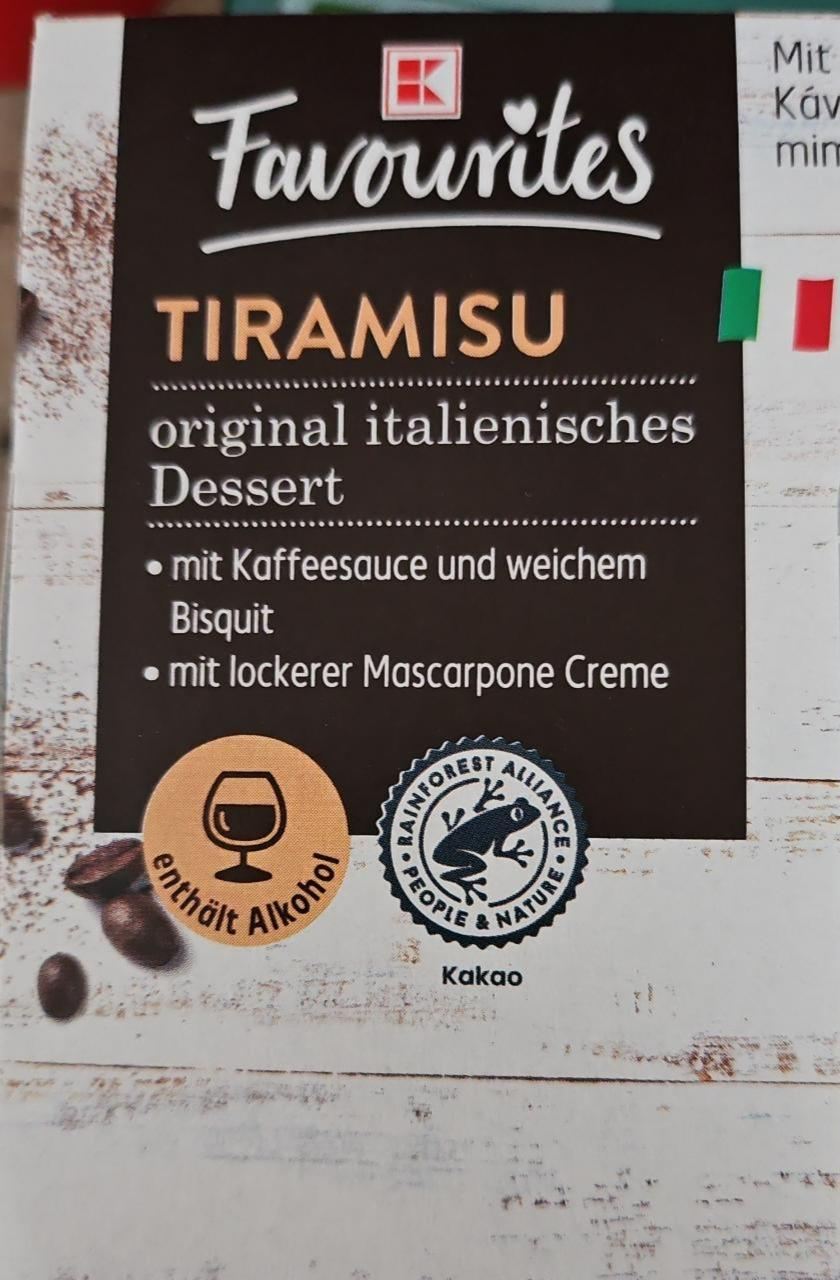 K
Favourites
TIRAMISU
original italienisches
Dessert
• mit Kaffeesauce und weichem
Bisquit
• mit lockerer Mascarpone Creme
enthält Alkohol
RAINFOREST ALLIANCE
• PEOPLE & NATURE •
Kakao
Mit